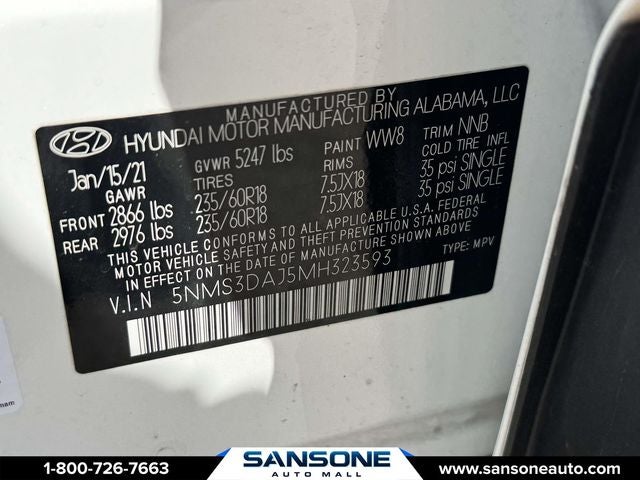 MANUFACTURED BY
HYUNDAI MOTOR MANUFACTURING ALABAMA, LLC
Jan/15/21 GVWR 5247 lbs PAINT WW8 TRIM NNB
GAWR TIRES RIMS COLD TIRE INFL
FRONT 2866 lbs 235/60R18 7.5JX18 35 psi SINGLE
REAR 2976 lbs 235/60R18 7.5JX18 35 psi SINGLE
THIS VEHICLE CONFORMS TO ALL APPLICABLE U.S.A. FEDERAL
MOTOR VEHICLE SAFETY AND THEFT PREVENTION STANDARDS
IN EFFECT ON THE DATE OF MANUFACTURE SHOWN ABOVE.
V.I.N 5NMS3DAJ5MH323593 TYPE: MPV
1-800-726-7663 SANSONE www.sansoneauto.com
AUTO MALL